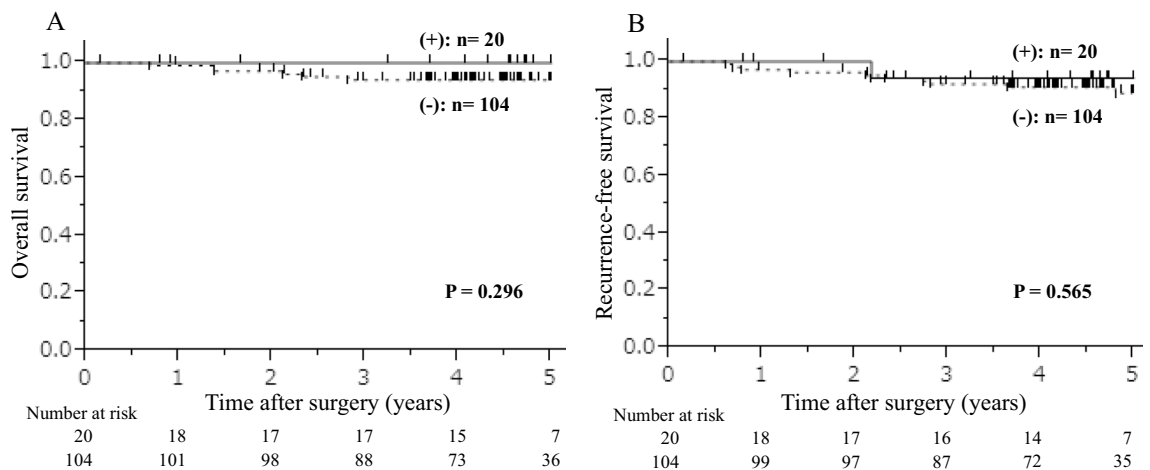 A
Overall survival
1.0
0.8
0.6
0.4
0.2
0.0
(+): n= 20
(-): n= 104
P = 0.296
0 1 2 3 4 5
Time after surgery (years)
Number at risk
20 18 17 17 15 7
104 101 98 88 73 36
B
Recurrence-free survival
1.0
0.8
0.6
0.4
0.2
0.0
(+): n= 20
(-): n= 104
P = 0.565
0 1 2 3 4 5
Time after surgery (years)
Number at risk
20 18 17 16 14 7
104 99 97 87 72 35